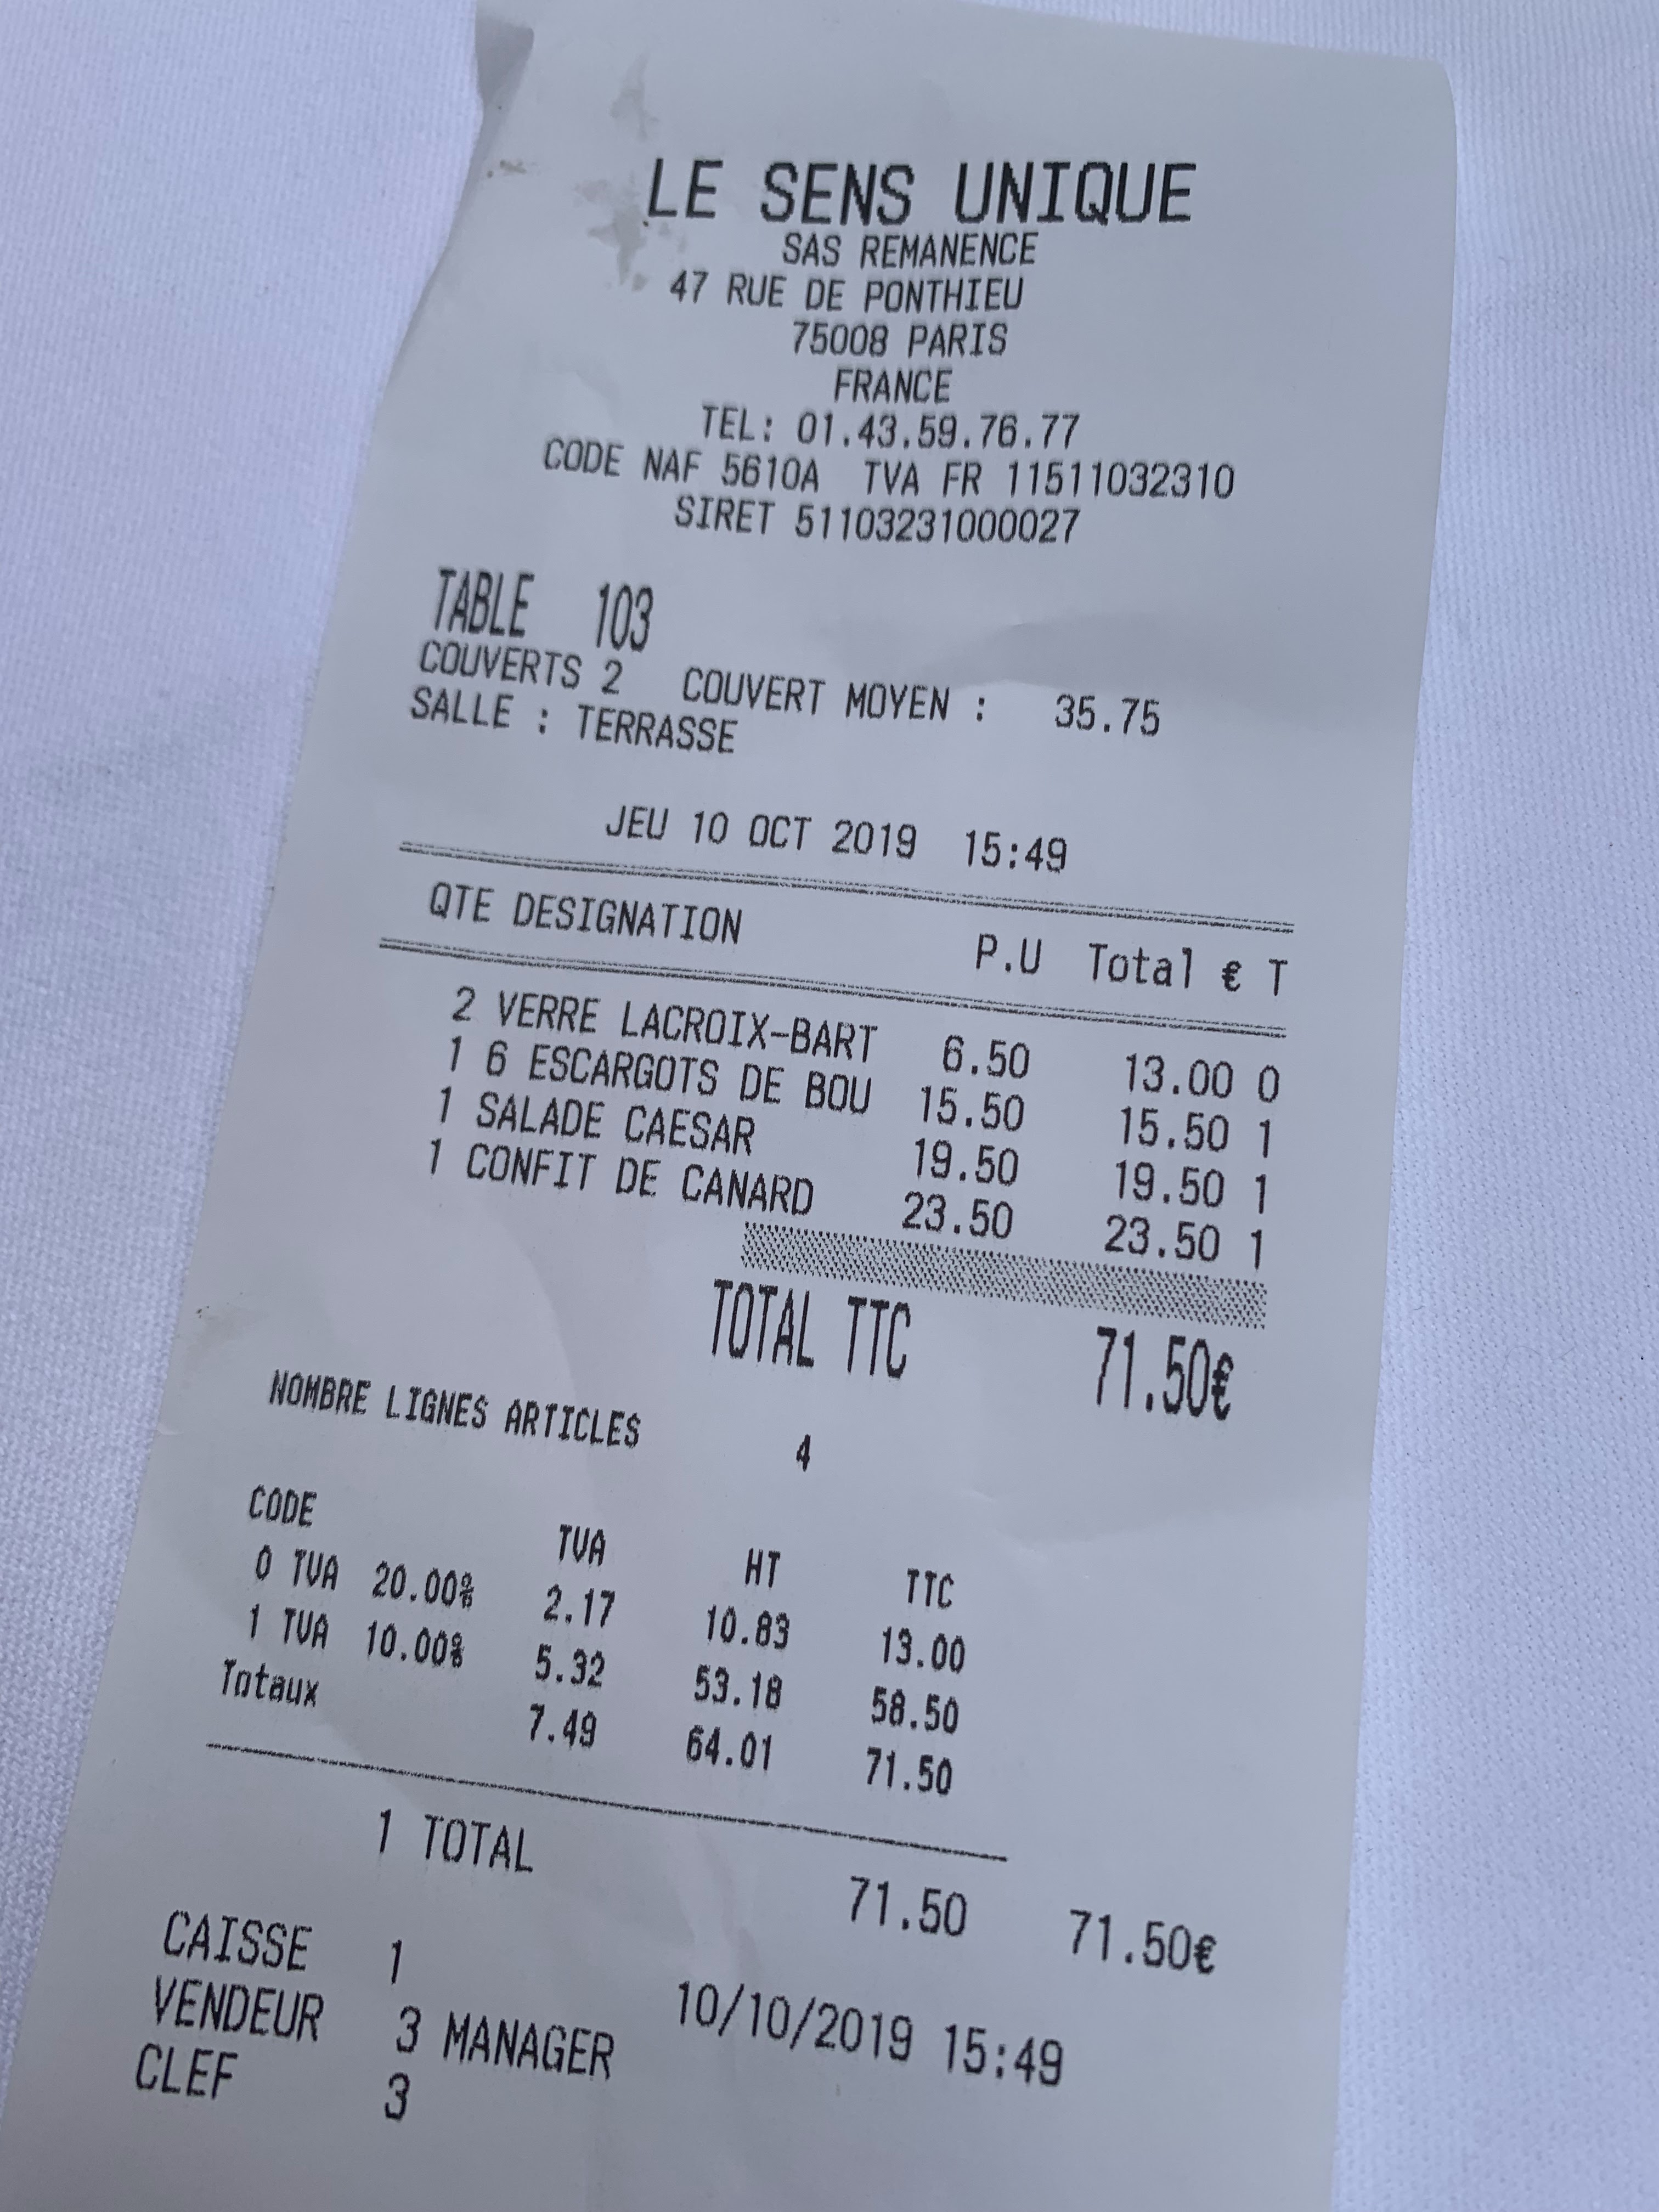 LE SENS UNIQUE
SAS REMANENCE
47 RUE DE PONTHIEU
75008 PARIS
FRANCE
TEL: 01.43.59.76.77
CODE NAF 5610A TVA FR 11511032310
SIRET 51103231000027
TABLE 103
COUVERTS 2 COUVERT MOYEN : 35.75
SALLE : TERRASSE
JEU 10 OCT 2019 15:49
QTE DESIGNATION P.U Total € T
2 VERRE LACROIX-BART 6.50 13.00 0
1 6 ESCARGOTS DE BOU 15.50 15.50 1
1 SALADE CAESAR 19.50 19.50 1
1 CONFIT DE CANARD 23.50 23.50 1
TOTAL TTC 71.50€
NOMBRE LIGNES ARTICLES 4
CODE TVA HT TTC
0 TVA 20.00% 2.17 10.83 13.00
1 TVA 10.00% 5.32 53.18 58.50
Totaux 7.49 64.01 71.50
1 TOTAL 71.50 71.50€
CAISSE 1 10/10/2019 15:49
VENDEUR 3 MANAGER
CLEF 3